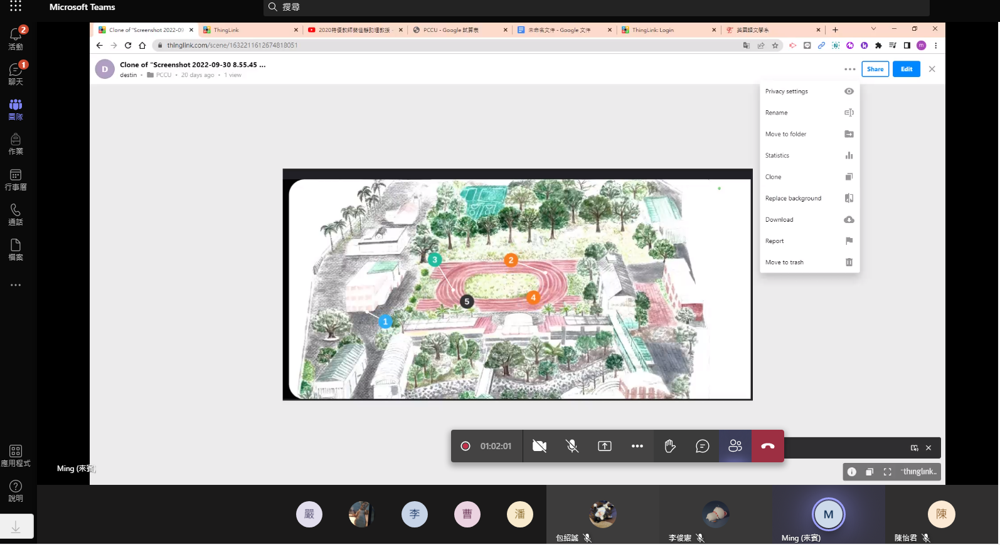 Microsoft Teams
搜尋
2
活動
1
聊天
團隊
作業
行事曆
通話
檔案
應用程式
說明
Clone of "Screenshot 2022-09
ThingLink
2020特優教師
PCCU - Google 試算表
未命名文件 - Google 文件
ThingLink: Login
英國語文學系
thinglink.com/scene/1632211612674818051
m
D
Clone of "Screenshot 2022-09-30 8.55.45 ...
destin • PCCU • 20 days ago • 1 view
Share
Edit
Privacy settings
Rename
Move to folder
Statistics
Clone
Replace background
Download
Report
Move to trash
3
2
5
4
1
01:02:01
"thinglink..
Ming (來賓)
嚴
李
曹
潘
包紹誠
李俊憲
M
Ming (來賓)
陳
陳怡君